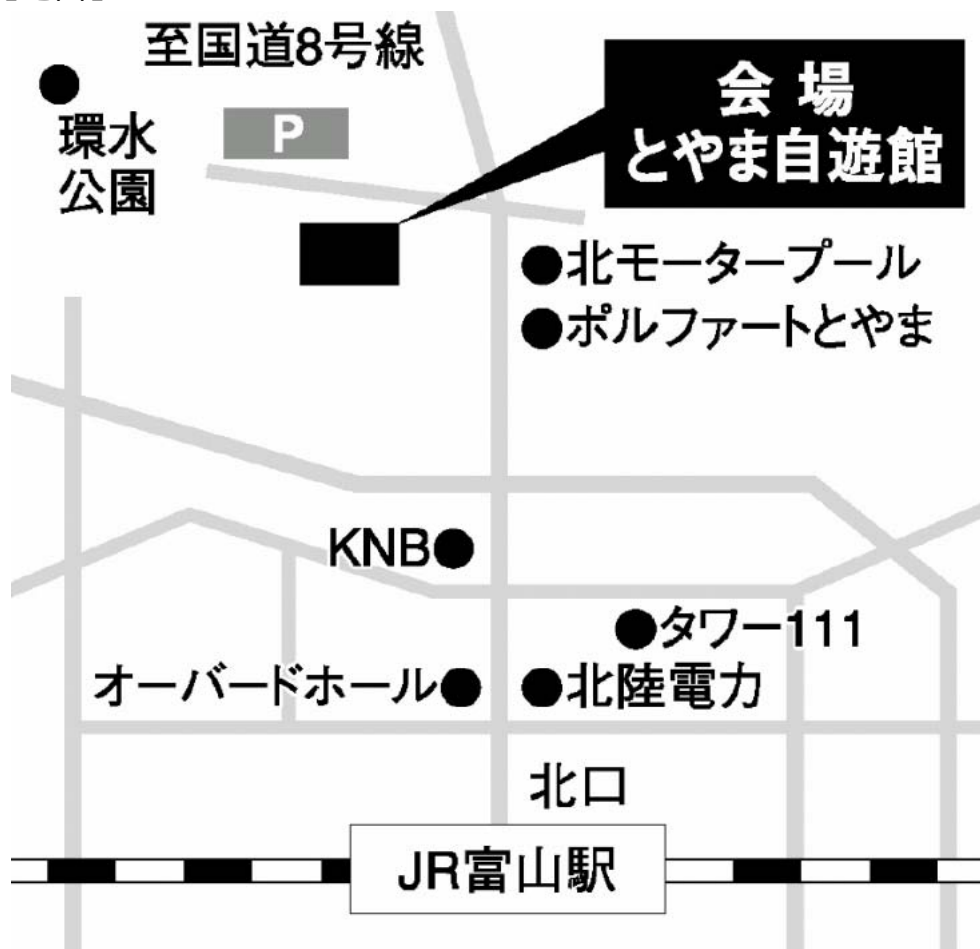 至国道8号線
会場
とやま自遊館
P
環水
公園
●北モータープール
●ポルファートとやま
KNB●
●タワー111
オーバードホール●
●北陸電力
北口
JR富山駅